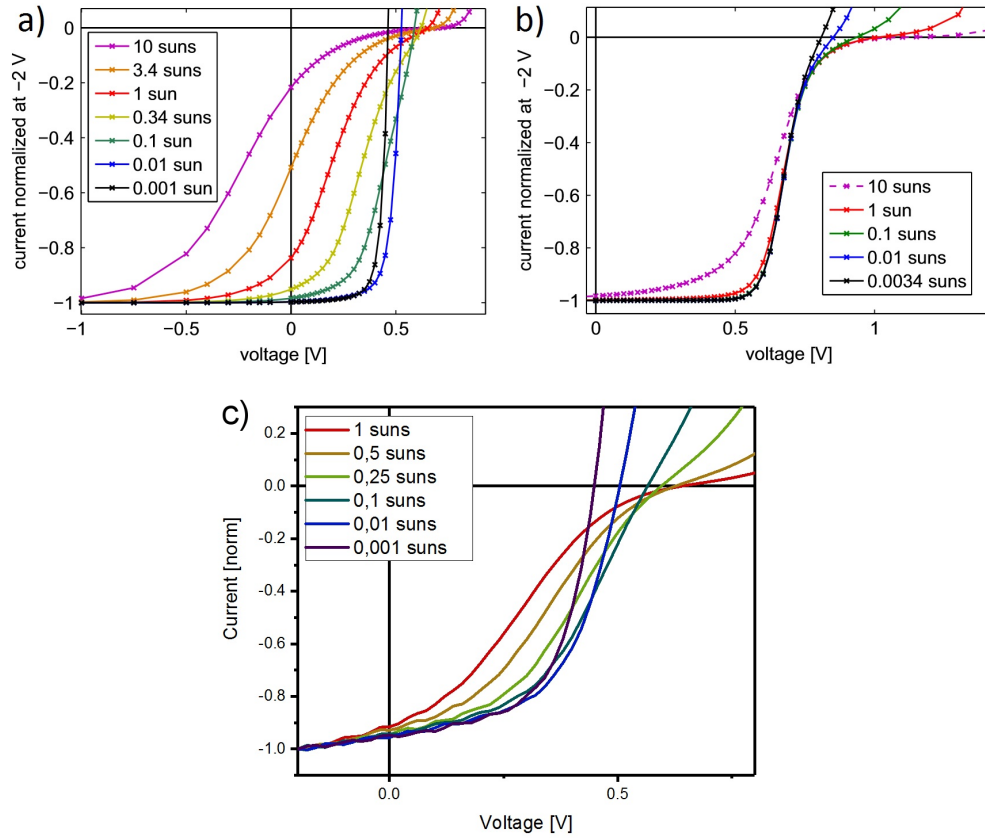 a)
current normalized at −2 V
0
−0.2
−0.4
−0.6
−0.8
−1
10 suns
3.4 suns
1 sun
0.34 suns
0.1 sun
0.01 sun
0.001 sun
−1
−0.5
0
0.5
voltage [V]
b)
current normalized at −2 V
0
−0.2
−0.4
−0.6
−0.8
−1
10 suns
1 sun
0.1 suns
0.01 suns
0.0034 suns
0
0.5
1
voltage [V]
c)
Current [norm]
0.2
0.0
-0.2
-0.4
-0.6
-0.8
-1.0
1 suns
0,5 suns
0,25 suns
0,1 suns
0,01 suns
0,001 suns
0.0
0.5
Voltage [V]